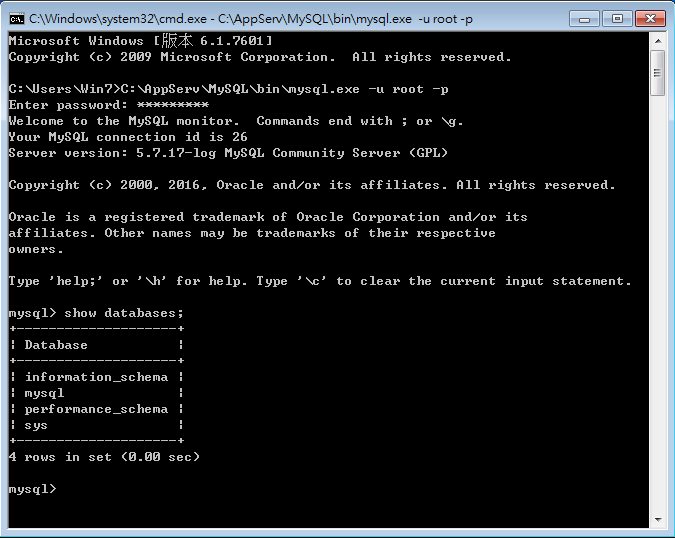 C:\Windows\system32\cmd.exe - C:\AppServ\MySQL\bin\mysql.exe -u root -p
Microsoft Windows [版本 6.1.7601]
Copyright (c) 2009 Microsoft Corporation.  All rights reserved.
C:\Users\Win7>C:\AppServ\MySQL\bin\mysql.exe -u root -p
Enter password: *********
Welcome to the MySQL monitor.  Commands end with ; or \g.
Your MySQL connection id is 26
Server version: 5.7.17-log MySQL Community Server (GPL)
Copyright (c) 2000, 2016, Oracle and/or its affiliates. All rights reserved.
Oracle is a registered trademark of Oracle Corporation and/or its
affiliates. Other names may be trademarks of their respective
owners.
Type 'help;' or '\h' for help. Type '\c' to clear the current input statement.
mysql> show databases;
+--------------------+
| Database           |
+--------------------+
| information_schema |
| mysql              |
| performance_schema |
| sys                |
+--------------------+
4 rows in set (0.00 sec)
mysql>